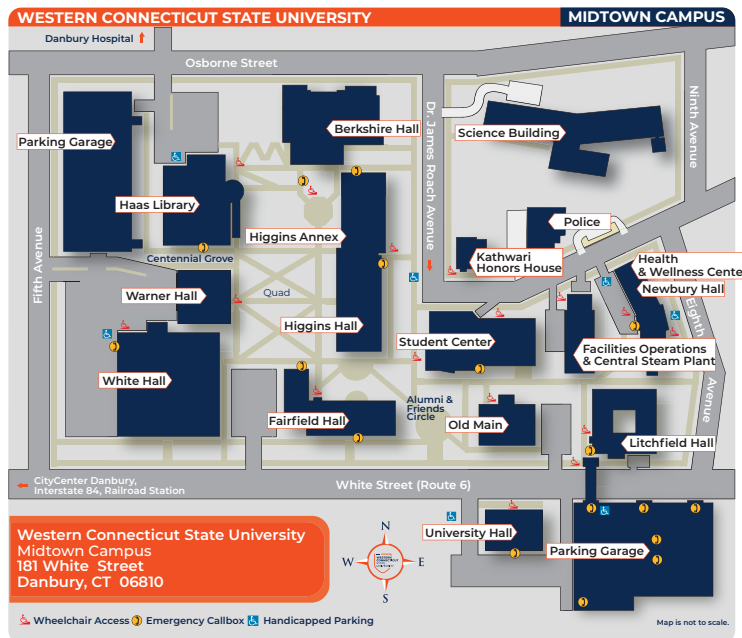 WESTERN CONNECTICUT STATE UNIVERSITY
MIDTOWN CAMPUS
Danbury Hospital
Osborne Street
Ninth Avenue
Dr. James Roach Avenue
Berkshire Hall
Science Building
Parking Garage
Haas Library
Police
Higgins Annex
Centennial Grove
Kathwari
Honors House
Health
& Wellness Cente
Newbury Hall
Fifth Avenue
Warner Hall
Quad
Eighth
Avenue
Higgins Hall
Student Center
Facilities Operations
& Central Steam Plant
White Hall
Alumni &
Friends
Circle
Fairfield Hall
Old Main
Litchfield Hall
CityCenter Danbury,
Interstate 84, Railroad Station
White Street (Route 6)
Western Connecticut State University
Midtown Campus
181 White Street
Danbury, CT 06810
N
W
E
S
University Hall
Parking Garage
Wheelchair Access
Emergency Callbox
Handicapped Parking
Map is not to scale.